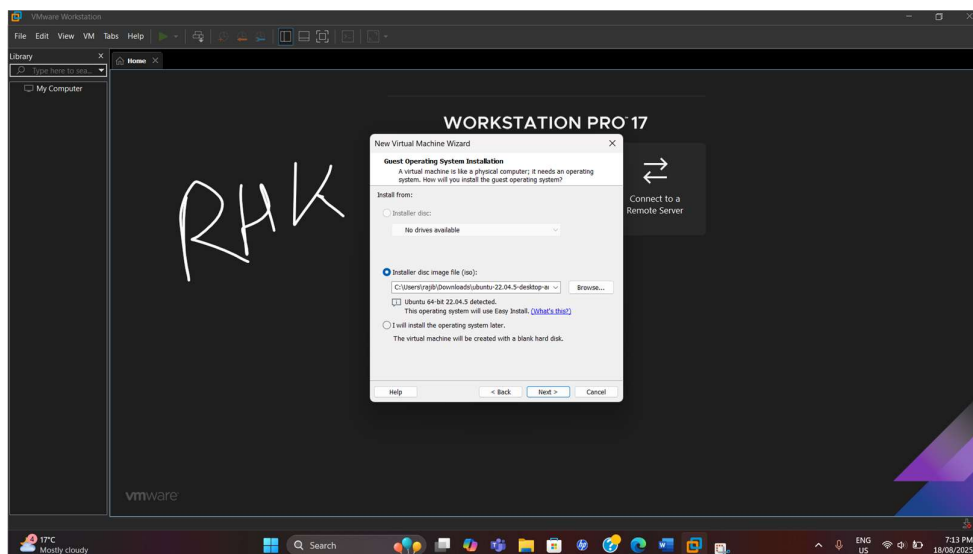 VMware Workstation
File Edit View VM Tabs Help
Library X
Type here to sea...
Home X
My Computer
WORKSTATION PRO 17
RHK
New Virtual Machine Wizard
Guest Operating System Installation
A virtual machine is like a physical computer; it needs an operating
system. How will you install the guest operating system?
Install from:
Installer disc:
No drives available
Installer disc image file (iso):
C:\Users\rajib\Downloads\ubuntu-22.04.5-desktop-a
Browse...
Ubuntu 64-bit 22.04.5 detected.
This operating system will use Easy Install. (What's this?)
I will install the operating system later.
The virtual machine will be created with a blank hard disk.
Help < Back Next > Cancel
Connect to a
Remote Server
vmware
4
17°C
Mostly cloudy
Search
ENG
US
7:13 PM
18/08/2025